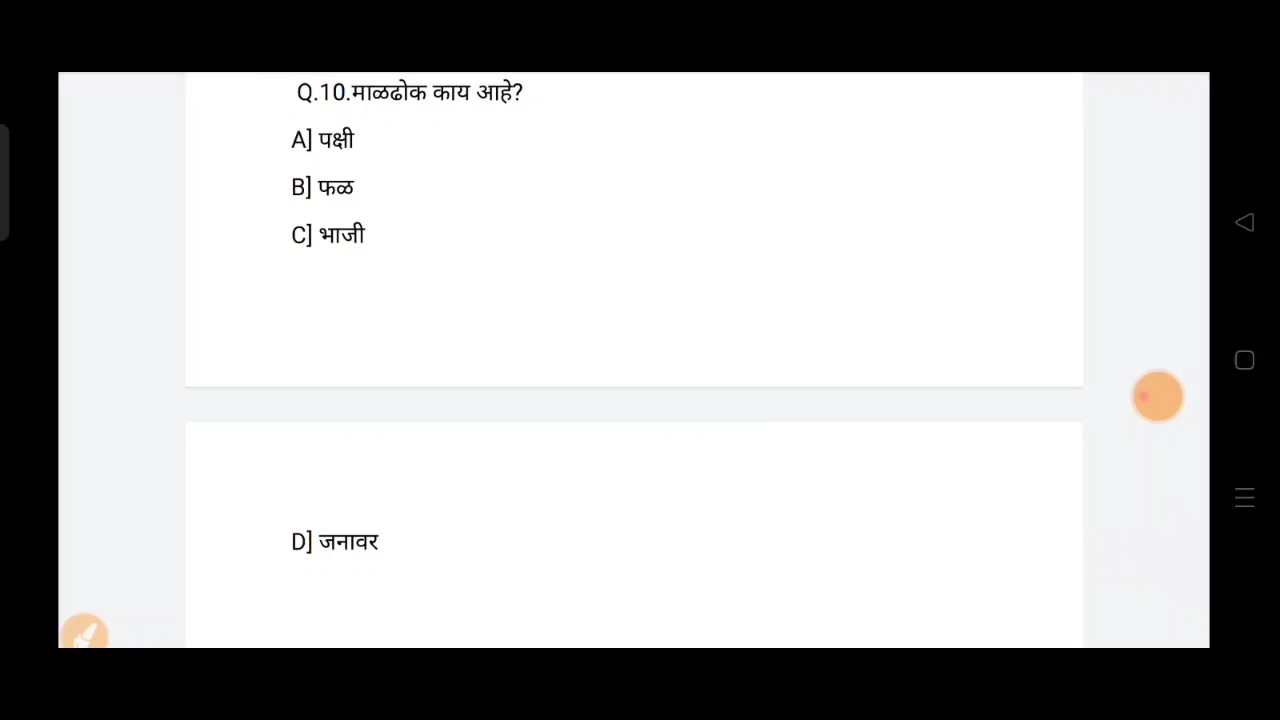 Q.10.माळढोक काय आहे?
A] पक्षी
B] फळ
C] भाजी
D] जनावर